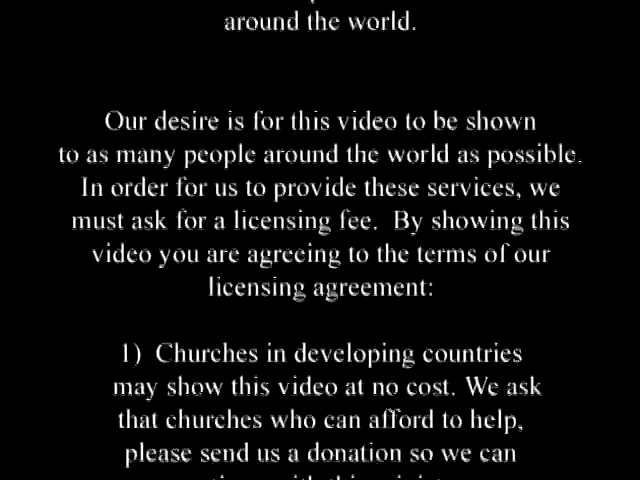 around the world.
Our desire is for this video to be shown
to as many people around the world as possible.
In order for us to provide these services, we
must ask for a licensing fee.  By showing this
video you are agreeing to the terms of our
licensing agreement:
1)  Churches in developing countries
may show this video at no cost. We ask
that churches who can afford to help,
please send us a donation so we can